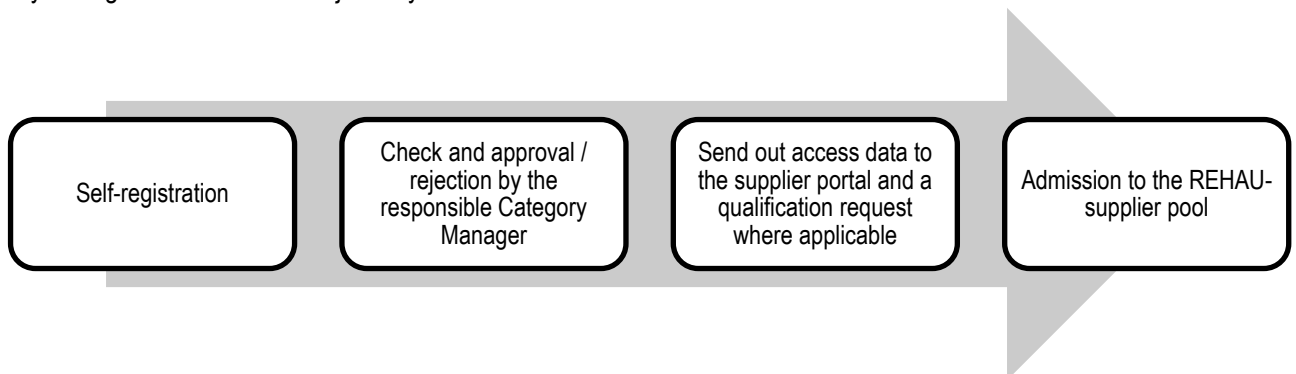 Self-registration
Check and approval /
rejection by the
responsible Category
Manager
Send out access data to
the supplier portal and a
qualification request
where applicable
Admission to the REHAU-
supplier pool